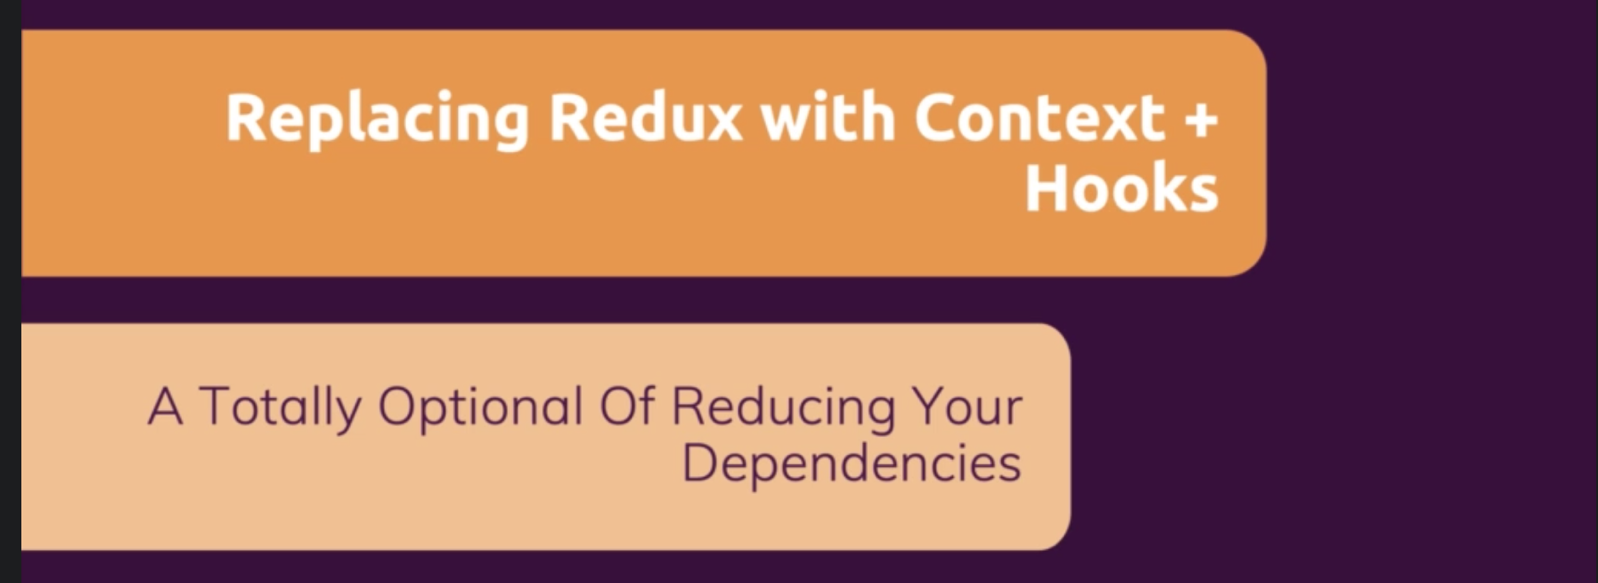 Replacing Redux with Context +
Hooks
A Totally Optional Of Reducing Your
Dependencies